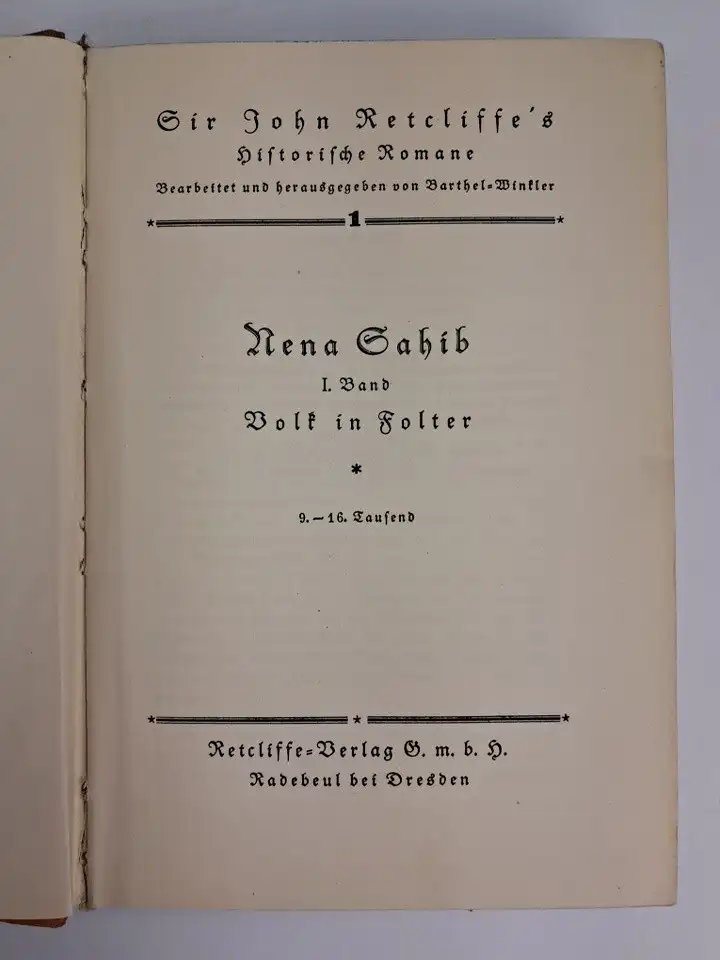 Sir John Retcliffe's
Historische Romane
Bearbeitet und herausgegeben von Barthel-Winkler
1
Nena Sahib
I. Band
Volk in Folter
*
9.—16. Tausend
Retcliffe-Verlag G. m. b. H.
Radebeul bei Dresden